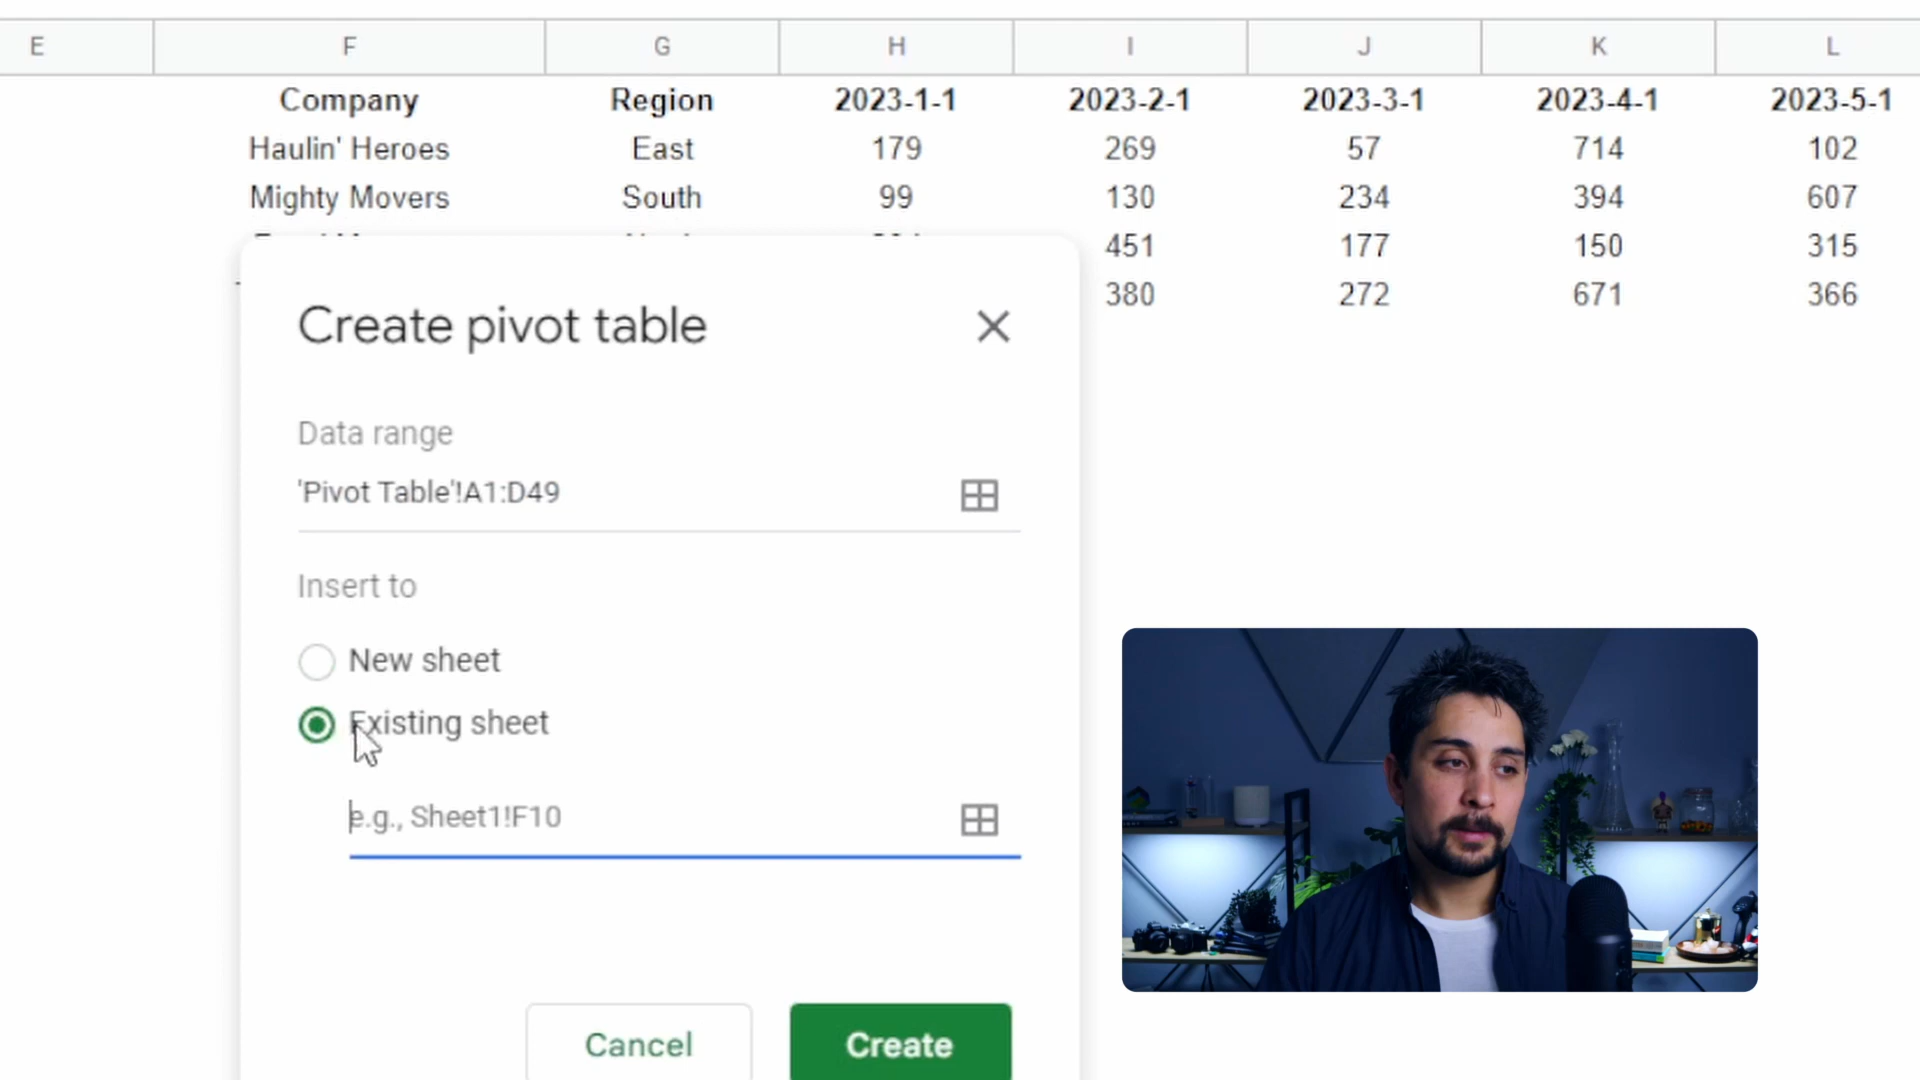 E F G H I J K L
Company Region 2023-1-1 2023-2-1 2023-3-1 2023-4-1 2023-5-1
Haulin' Heroes East 179 269 57 714 102
Mighty Movers South 99 130 234 394 607
451 177 150 315
380 272 671 366
Create pivot table
Data range
'Pivot Table'!A1:D49
Insert to
New sheet
Existing sheet
e.g., Sheet1!F10
Cancel Create